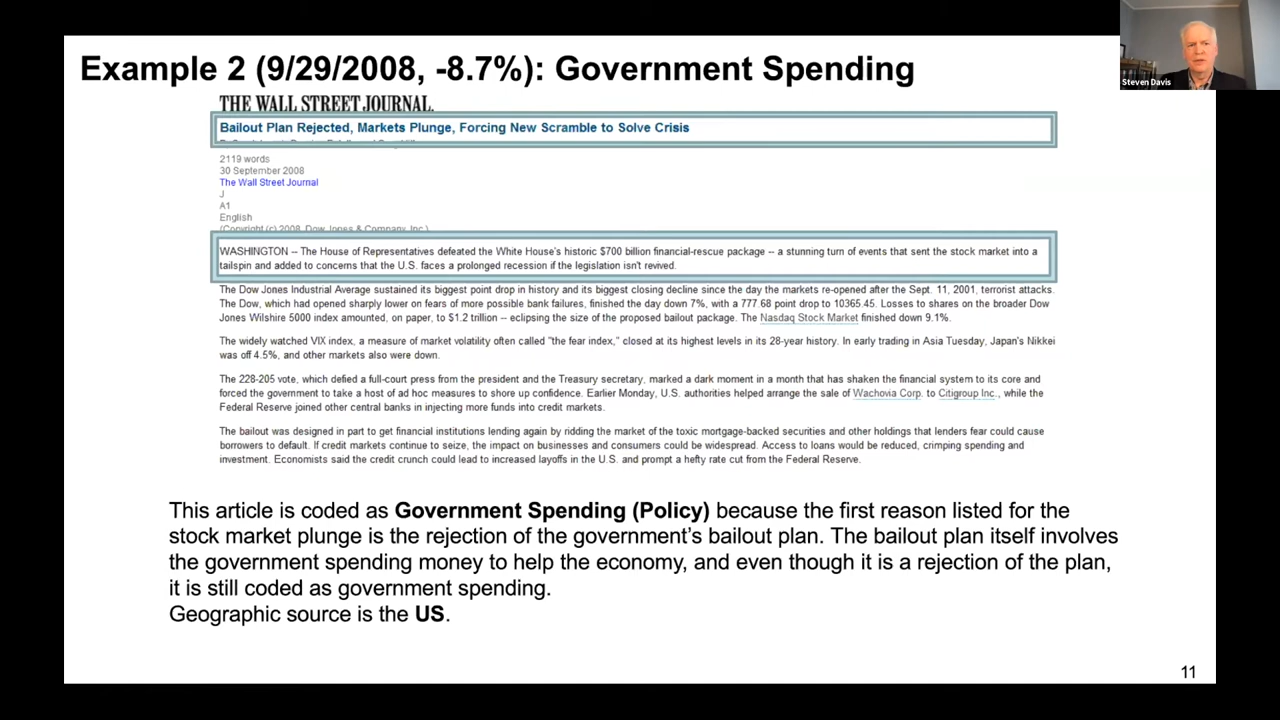 Example 2 (9/29/2008, -8.7%): Government Spending
Steven Davis
THE WALL STREET JOURNAL.
Bailout Plan Rejected, Markets Plunge, Forcing New Scramble to Solve Crisis
2119 words
30 September 2008
The Wall Street Journal
J
A1
English
(Copyright (c) 2008, Dow Jones & Company, Inc.)
WASHINGTON -- The House of Representatives defeated the White House's historic $700 billion financial-rescue package -- a stunning turn of events that sent the stock market into a
tailspin and added to concerns that the U.S. faces a prolonged recession if the legislation isn't revived.
The Dow Jones Industrial Average sustained its biggest point drop in history and its biggest closing decline since the day the markets re-opened after the Sept. 11, 2001, terrorist attacks.
The Dow, which had opened sharply lower on fears of more possible bank failures, finished the day down 7%, with a 777.68 point drop to 10365.45. Losses to shares on the broader Dow
Jones Wilshire 5000 index amounted, on paper, to $1.2 trillion -- eclipsing the size of the proposed bailout package. The Nasdaq Stock Market finished down 9.1%.
The widely watched VIX index, a measure of market volatility often called "the fear index," closed at its highest levels in its 28-year history. In early trading in Asia Tuesday, Japan's Nikkei
was off 4.5%, and other markets also were down.
The 228-205 vote, which defied a full-court press from the president and the Treasury secretary, marked a dark moment in a month that has shaken the financial system to its core and
forced the government to take a host of ad hoc measures to shore up confidence. Earlier Monday, U.S. authorities helped arrange the sale of Wachovia Corp. to Citigroup Inc., while the
Federal Reserve joined other central banks in injecting more funds into credit markets.
The bailout was designed in part to get financial institutions lending again by ridding the market of the toxic mortgage-backed securities and other holdings that lenders fear could cause
borrowers to default. If credit markets continue to seize, the impact on businesses and consumers could be widespread. Access to loans would be reduced, crimping spending and
investment. Economists said the credit crunch could lead to increased layoffs in the U.S. and prompt a hefty rate cut from the Federal Reserve.
This article is coded as Government Spending (Policy) because the first reason listed for the
stock market plunge is the rejection of the government's bailout plan. The bailout plan itself involves
the government spending money to help the economy, and even though it is a rejection of the plan,
it is still coded as government spending.
Geographic source is the US.
11